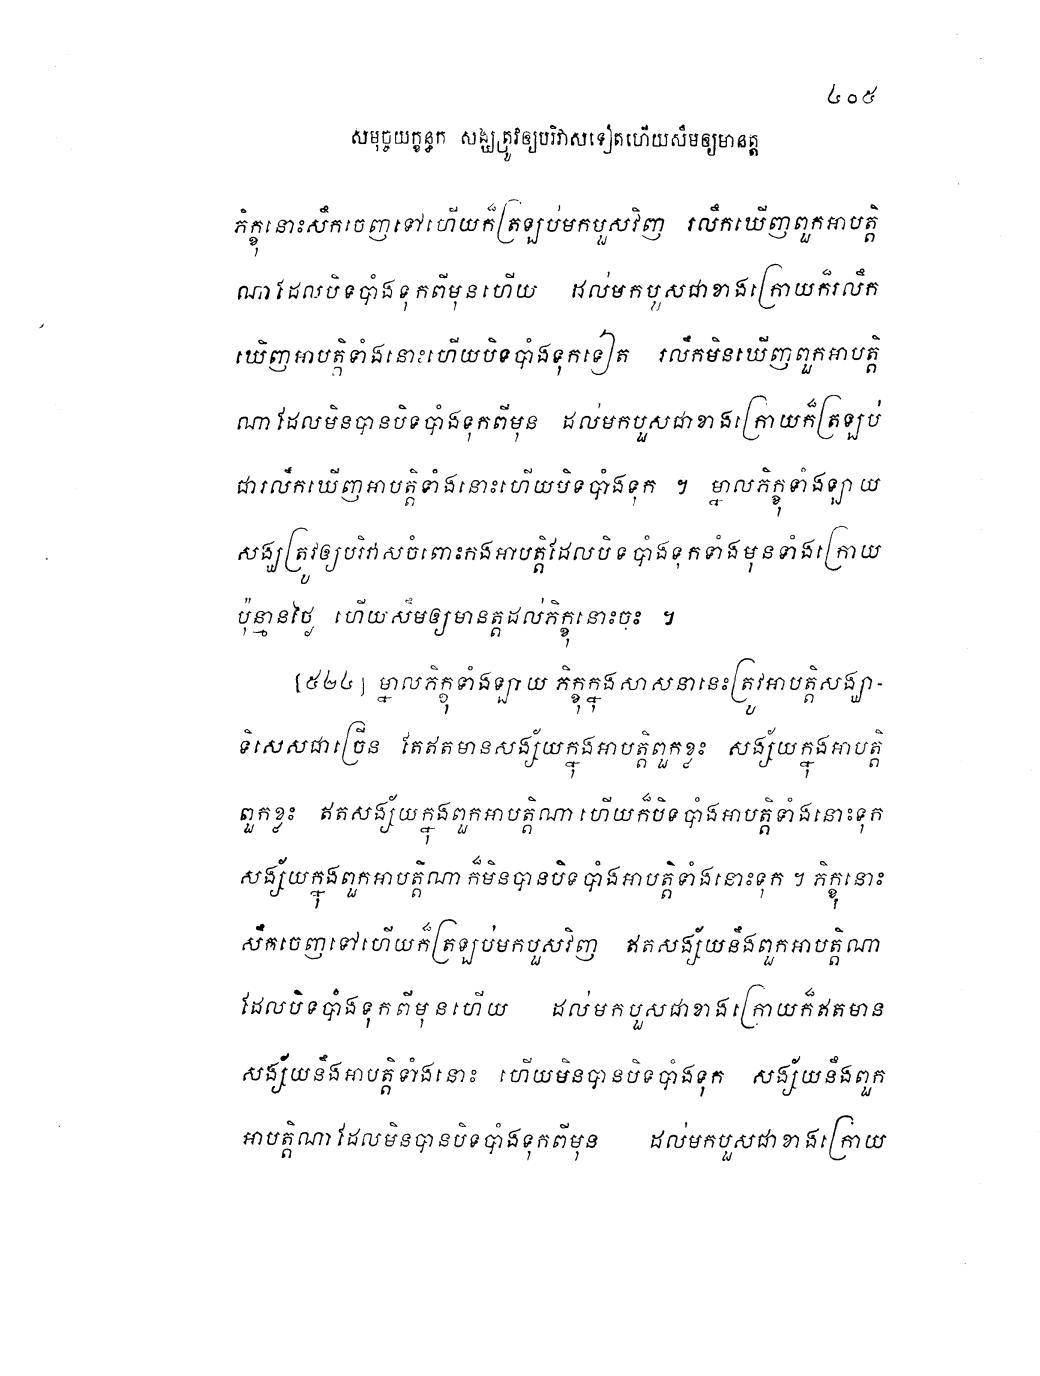 ៤០៥
សមុច្ចយក្ខន្ធក សង្ឃត្រូវឲ្យបរិវាសទៀតហើយសឹមឲ្យមានត្ត
ភិក្ខុនោះសឹកចេញទៅហើយក៏ត្រឡប់មកបួសវិញ រលឹកឃើញពួកអាបត្តិ
ណាដែលបិទបាំងទុកពីមុនហើយ ដល់មកបួសជាខាងក្រោយក៏រលឹក
ឃើញអាបត្តិទាំងនោះហើយបិទបាំងទុកទៀត រលឹកមិនឃើញពួកអាបត្តិ
ណាដែលមិនបានបិទបាំងទុកពីមុន ដល់មកបួសជាខាងក្រោយក៏ត្រឡប់
ជារលឹកឃើញអាបត្តិទាំងនោះហើយបិទបាំងទុក ។ ម្នាលភិក្ខុទាំងឡាយ
សង្ឃត្រូវឲ្យបរិវាសចំពោះកងអាបត្តិដែលបិទបាំងទុកទាំងមុនទាំងក្រោយ
ប៉ុន្មានថ្ងៃ ហើយសឹមឲ្យមានត្តដល់ភិក្ខុនោះចុះ ។
[៥២៤] ម្នាលភិក្ខុទាំងឡាយ ភិក្ខុក្នុងសាសនានេះត្រូវអាបត្តិសង្ឃា-
ទិសេសជាច្រើន តែឥតមានសង្ស័យក្នុងអាបត្តិពួកខ្លះ សង្ស័យក្នុងអាបត្តិ
ពួកខ្លះ ឥតសង្ស័យក្នុងពួកអាបត្តិណា ហើយក៏បិទបាំងអាបត្តិទាំងនោះទុក
សង្ស័យក្នុងពួកអាបត្តិណា ក៏មិនបានបិទបាំងអាបត្តិទាំងនោះទុក ។ ភិក្ខុនោះ
សឹកចេញទៅហើយក៏ត្រឡប់មកបួសវិញ ឥតសង្ស័យនឹងពួកអាបត្តិណា
ដែលបិទបាំងទុកពីមុនហើយ ដល់មកបួសជាខាងក្រោយក៏ឥតមាន
សង្ស័យនឹងអាបត្តិទាំងនោះ ហើយមិនបានបិទបាំងទុក សង្ស័យនឹងពួក
អាបត្តិណាដែលមិនបានបិទបាំងទុកពីមុន ដល់មកបួសជាខាងក្រោយ